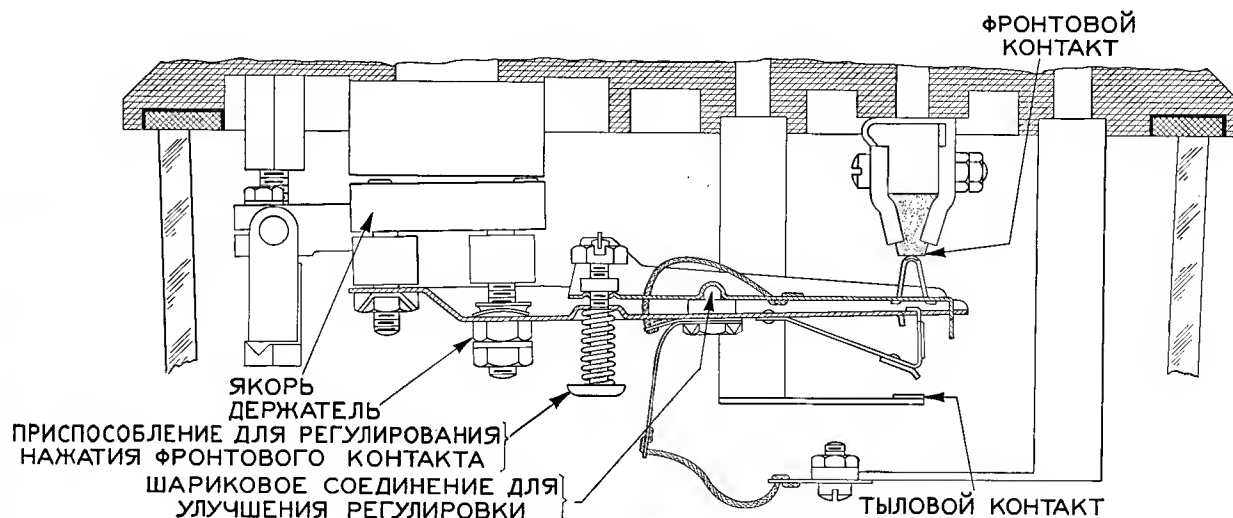 ФРОНТОВОЙ
КОНТАКТ
ЯКОРЬ
ДЕРЖАТЕЛЬ
ПРИСПОСОБЛЕНИЕ ДЛЯ РЕГУЛИРОВАНИЯ
НАЖАТИЯ ФРОНТОВОГО КОНТАКТА
ШАРИКОВОЕ СОЕДИНЕНИЕ ДЛЯ
УЛУЧШЕНИЯ РЕГУЛИРОВКИ
ТЫЛОВОЙ КОНТАКТ